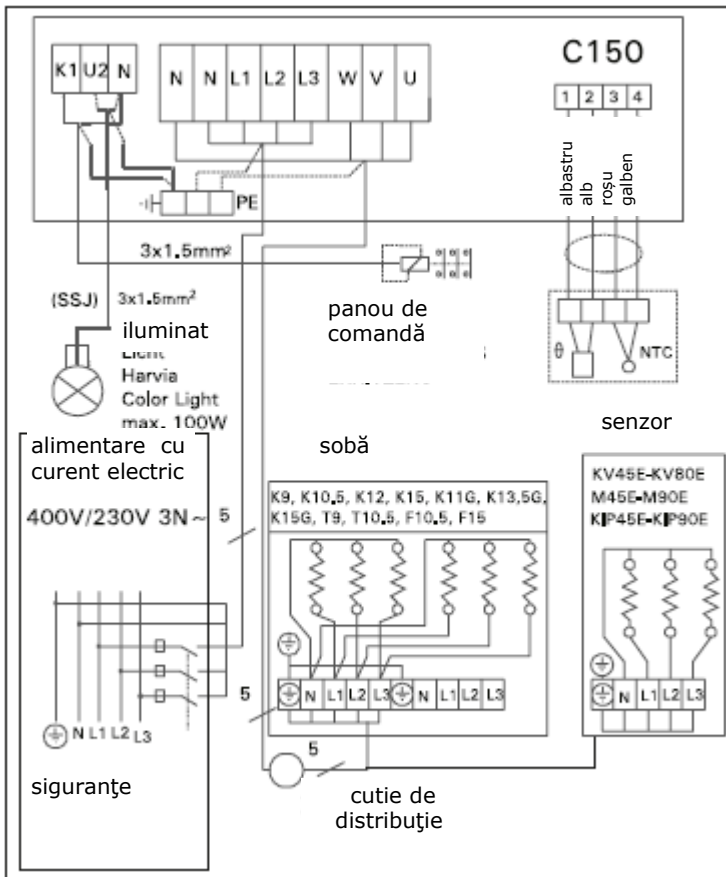 C150
K1 U2 N
N N L1 L2 L3 W V U
1 2 3 4
albastru
alb
roșu
galben
PE
3x1.5mm²
(SSJ) 3x1.5mm²
iluminat
Licht
Harvia
Color Light
max. 100W
panou de
comandă
θ NTC
senzor
alimentare cu
curent electric
400V/230V 3N~ 5
N L1 L2 L3
siguranţe
sobă
K9, K10.5, K12, K15, K11G, K13,5G,
K15G, T9, T10.5, F10.5, F15
N L1 L2 L3 N L1 L2 L3
5
5
cutie de
distribuţie
KV45E-KV80E
M45E-M90E
KIP45E-KIP90E
N L1 L2 L3